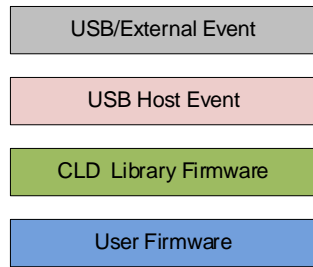 USB/External Event
USB Host Event
CLD Library Firmware
User Firmware